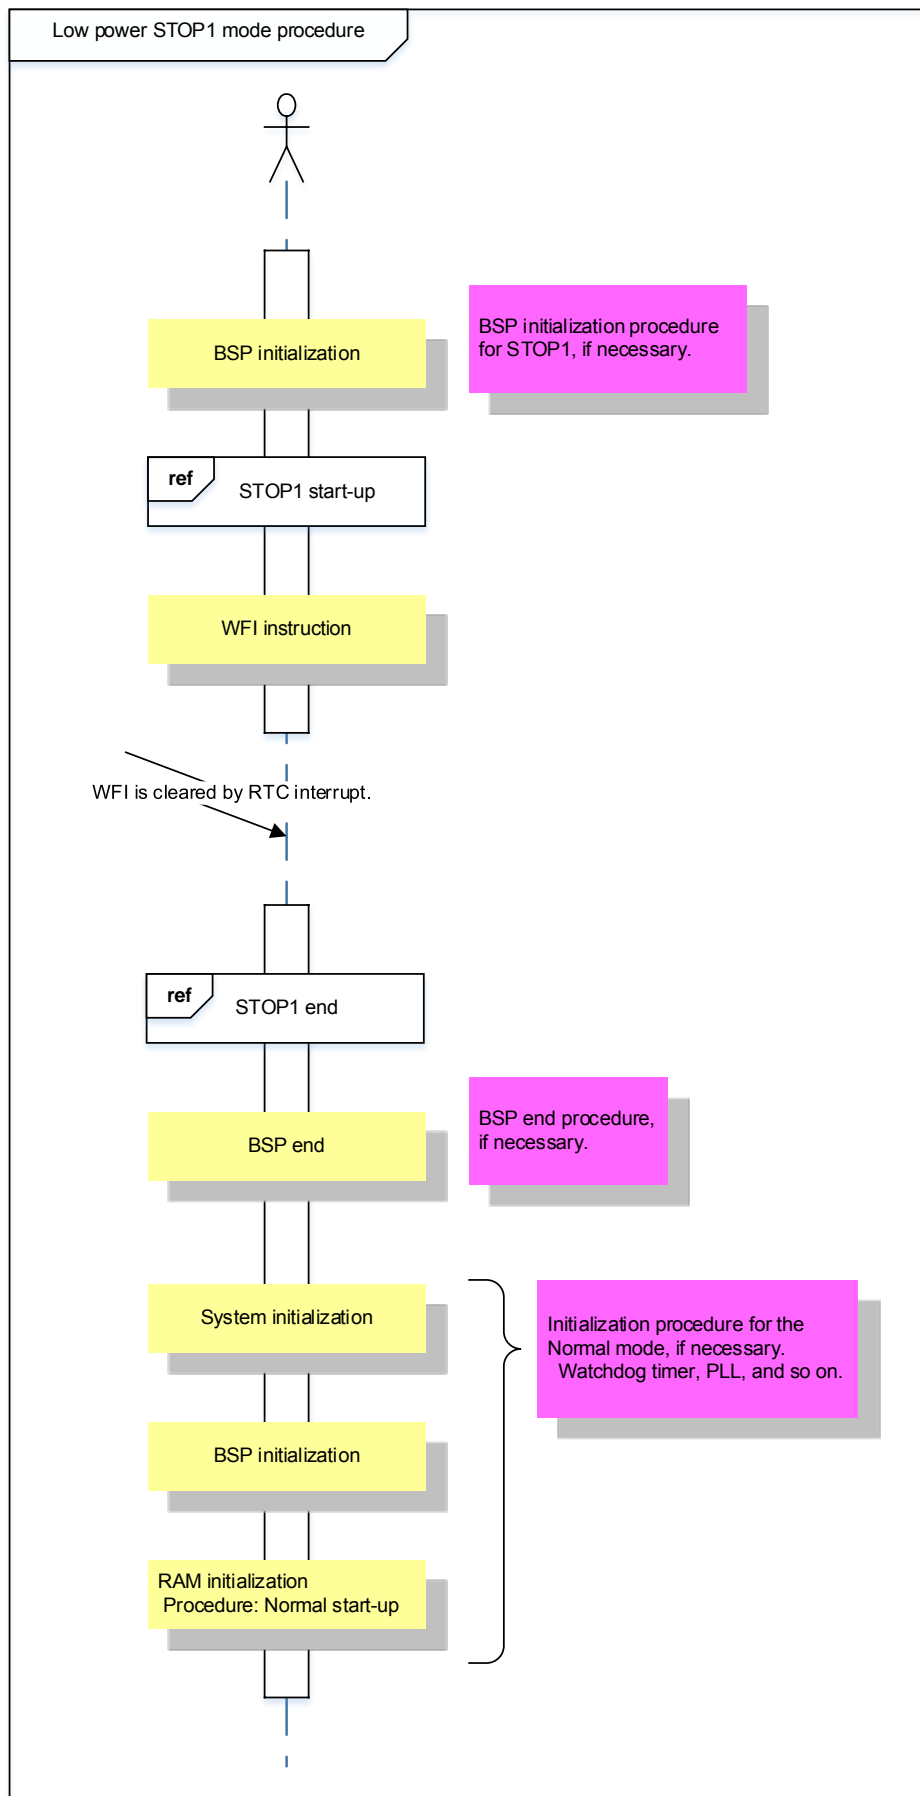 Low power STOP1 mode procedure
BSP initialization
BSP initialization procedure
for STOP1, if necessary.
ref
STOP1 start-up
WFI instruction
WFI is cleared by RTC interrupt.
ref
STOP1 end
BSP end
BSP end procedure,
if necessary.
System initialization
Initialization procedure for the
Normal mode, if necessary.
Watchdog timer, PLL, and so on.
BSP initialization
RAM initialization
Procedure: Normal start-up